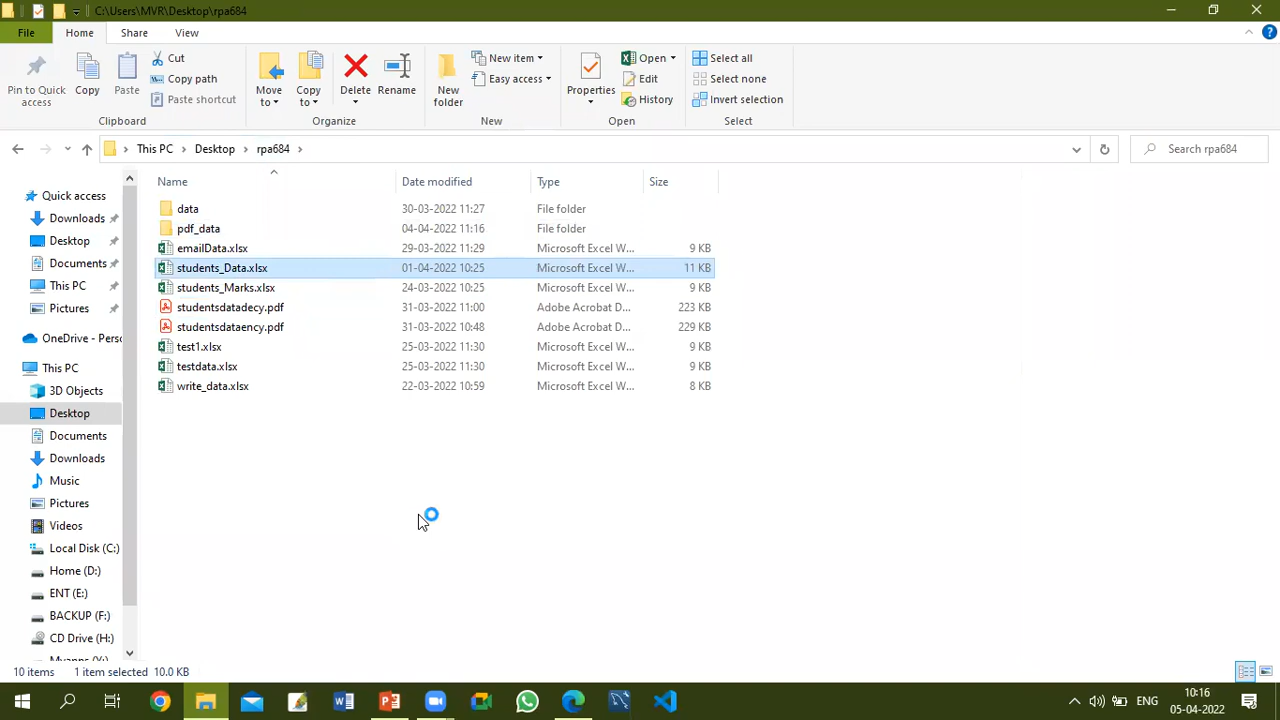 C:\Users\MVR\Desktop\rpa684
File Home Share View
Pin to Quick access
Copy
Paste
Cut
Copy path
Paste shortcut
Clipboard
Move to
Copy to
Delete
Rename
Organize
New folder
New item
Easy access
New
Properties
Open
Edit
History
Open
Select all
Select none
Invert selection
Select
This PC Desktop rpa684
Search rpa684
Quick access
Downloads
Desktop
Documents
This PC
Pictures
OneDrive - Perso
This PC
3D Objects
Desktop
Documents
Downloads
Music
Pictures
Videos
Local Disk (C:)
Home (D:)
ENT (E:)
BACKUP (F:)
CD Drive (H:)
Name Date modified Type Size
data 30-03-2022 11:27 File folder
pdf_data 04-04-2022 11:16 File folder
emailData.xlsx 29-03-2022 11:29 Microsoft Excel W... 9 KB
students_Data.xlsx 01-04-2022 10:25 Microsoft Excel W... 11 KB
students_Marks.xlsx 24-03-2022 10:25 Microsoft Excel W... 9 KB
studentsdatadecy.pdf 31-03-2022 11:00 Adobe Acrobat D... 223 KB
studentsdataency.pdf 31-03-2022 10:48 Adobe Acrobat D... 229 KB
test1.xlsx 25-03-2022 11:30 Microsoft Excel W... 9 KB
testdata.xlsx 25-03-2022 11:30 Microsoft Excel W... 9 KB
write_data.xlsx 22-03-2022 10:59 Microsoft Excel W... 8 KB
10 items 1 item selected 10.0 KB
ENG
10:16
05-04-2022